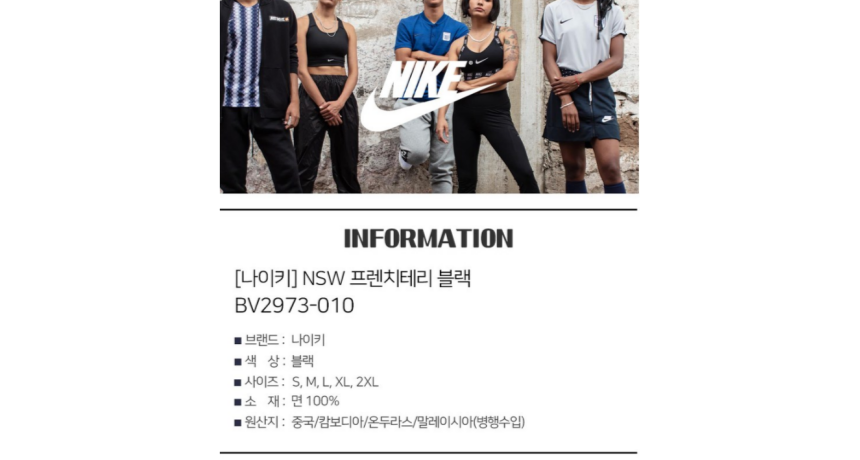 NIKE
INFORMATION
[나이키] NSW 프렌치테리 블랙
BV2973-010
■ 브랜드 : 나이키
■ 색 상 : 블랙
■ 사이즈 : S, M, L, XL, 2XL
■ 소 재 : 면 100%
■ 원산지 : 중국/캄보디아/온두라스/말레이시아(병행수입)